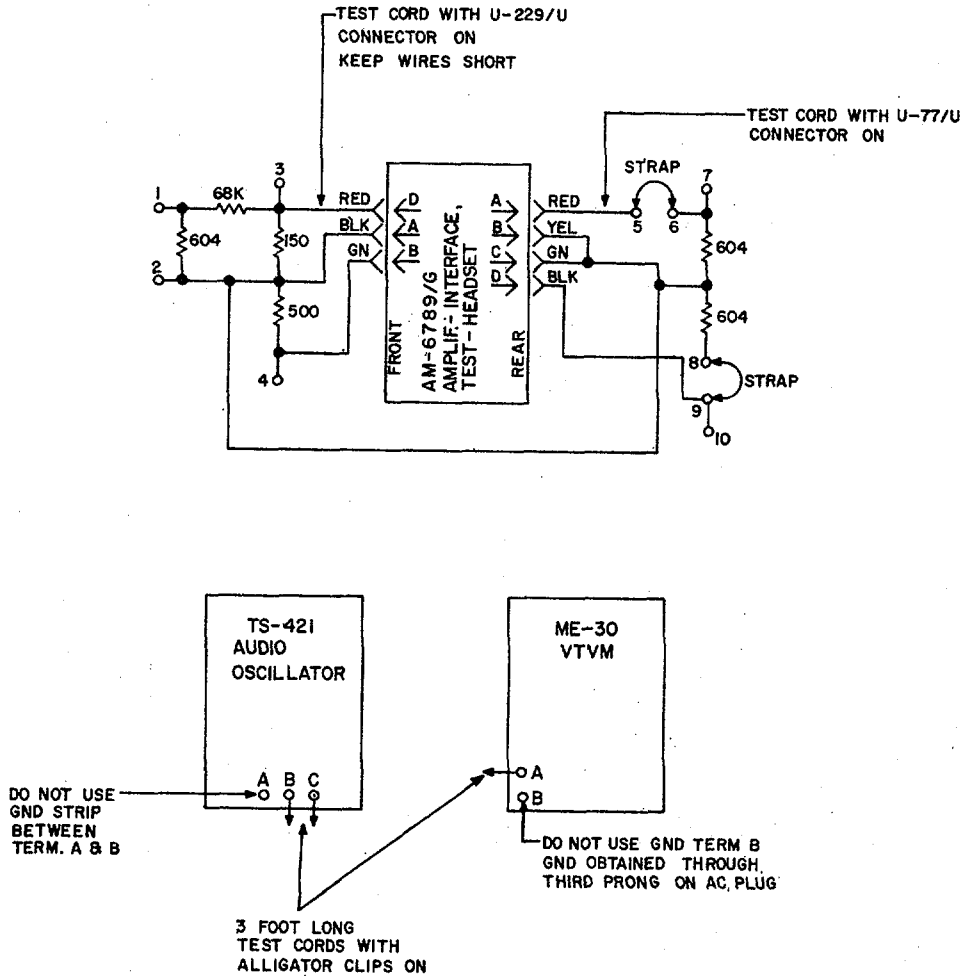 TEST CORD WITH U-229/U
CONNECTOR ON
KEEP WIRES SHORT
TEST CORD WITH U-77/U
CONNECTOR ON
STRAP
1
68K
3
RED
D
A
RED
5
6
7
604
150
BLK
A
B
YEL
604
2
GN
B
C
GN
500
D
BLK
604
4
FRONT
AM-6789/G
AMPLIF.- INTERFACE,
TEST-HEADSET
REAR
8
STRAP
9
10
TS-421
AUDIO
OSCILLATOR
A B C
ME-30
VTVM
A
B
DO NOT USE
GND STRIP
BETWEEN
TERM. A & B
DO NOT USE GND TERM B
GND OBTAINED THROUGH
THIRD PRONG ON AC, PLUG
3 FOOT LONG
TEST CORDS WITH
ALLIGATOR CLIPS ON